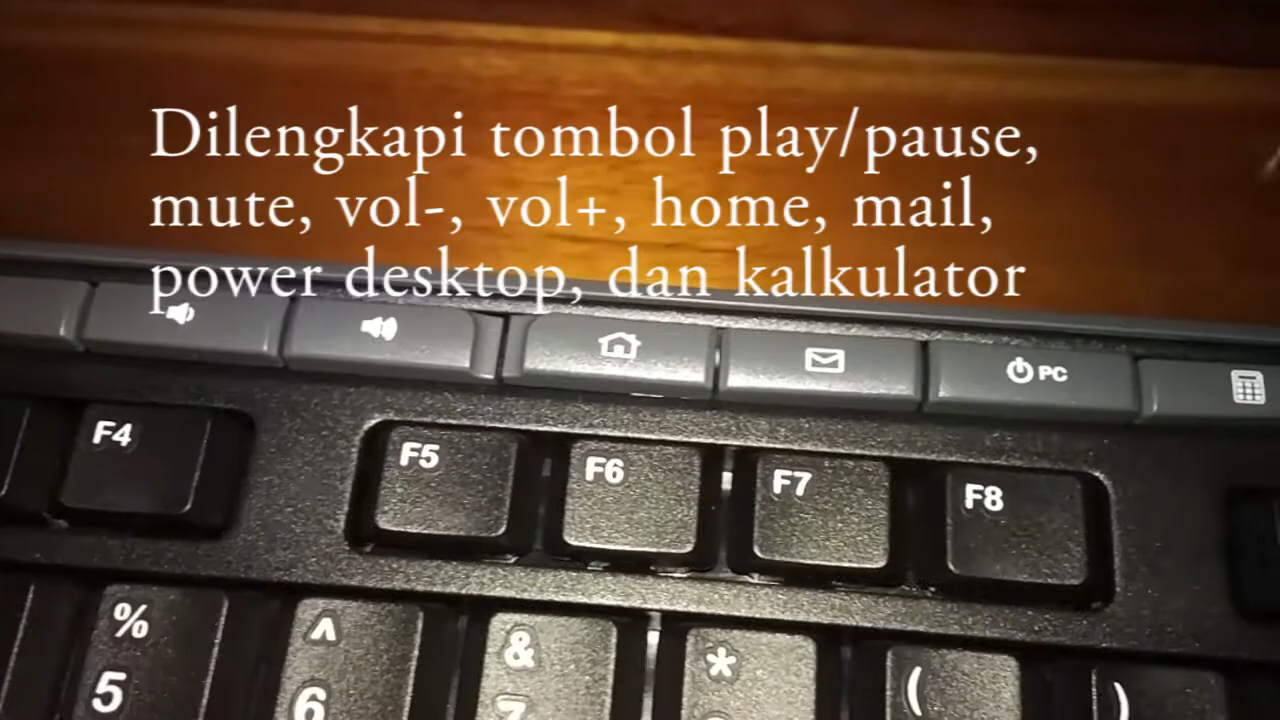 Dilengkapi tombol play/pause,
mute, vol-, vol+, home, mail,
power desktop, dan kalkulator
PC
F4 F5 F6 F7 F8
% ^ & * ( )
5 6 7